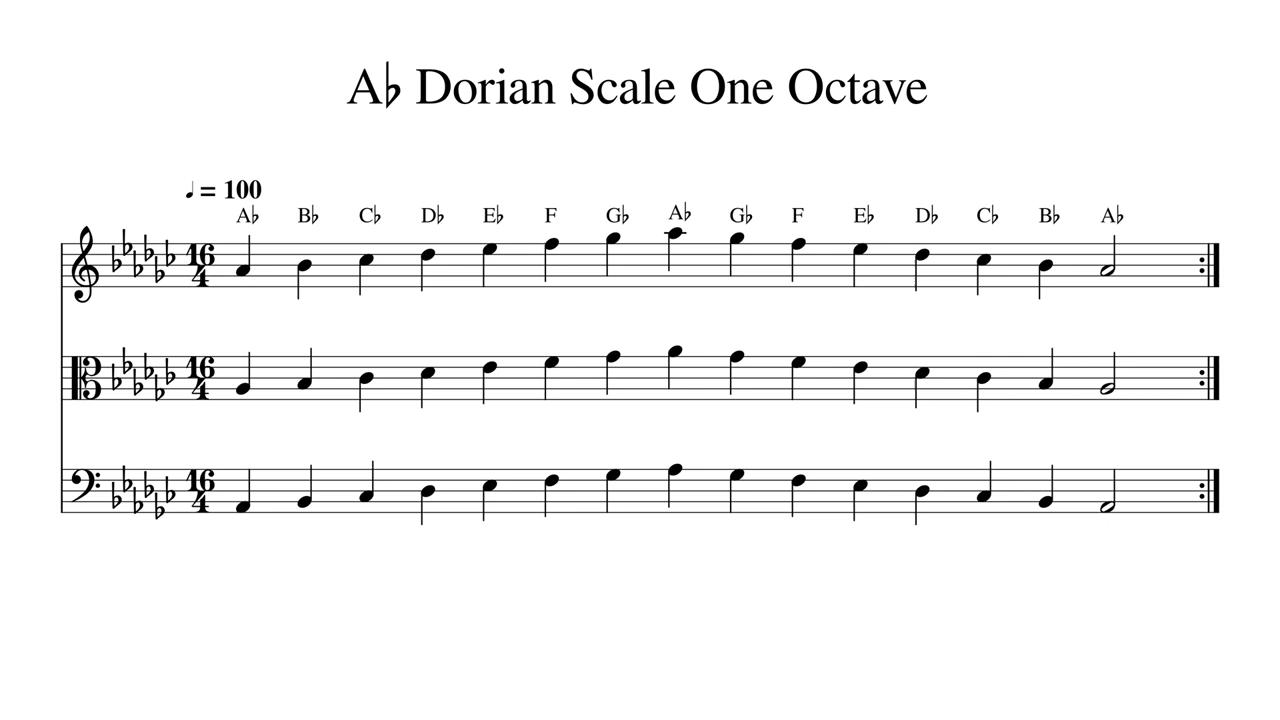 A♭ Dorian Scale One Octave
♩ = 100
A♭ B♭ C♭ D♭ E♭ F G♭ A♭ G♭ F E♭ D♭ C♭ B♭ A♭
16
4
16
4
16
4